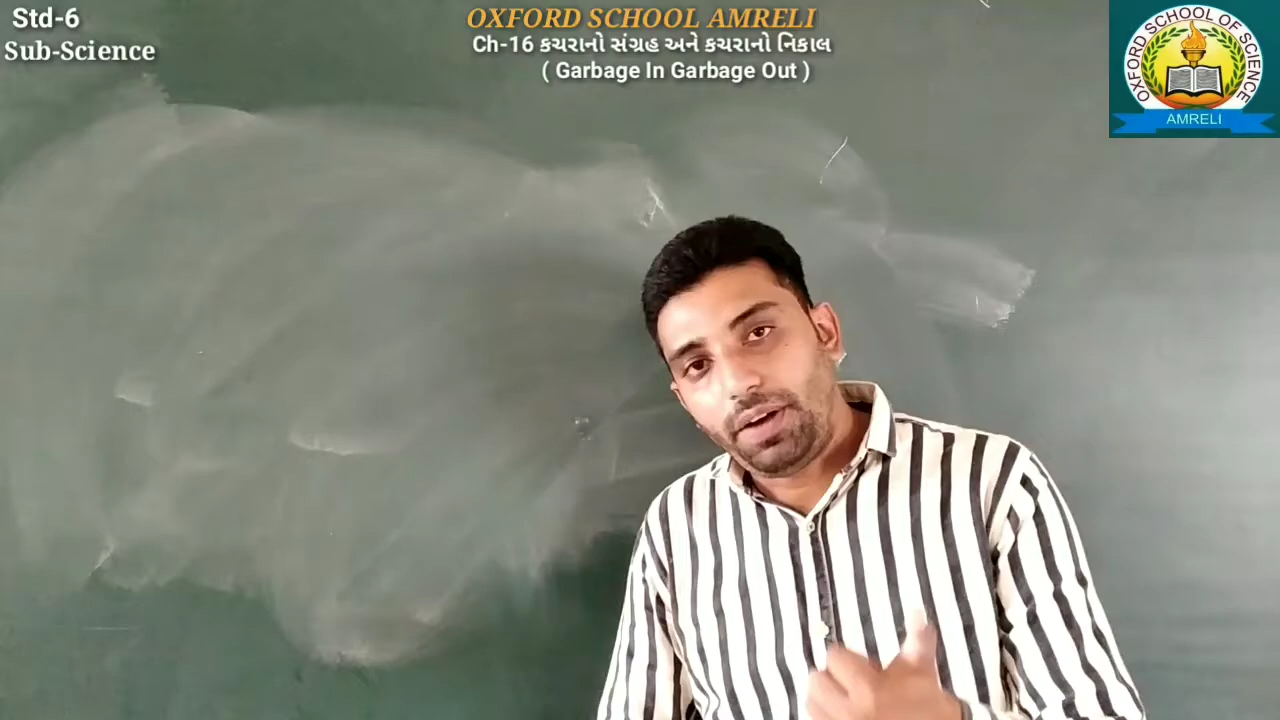 Std-6
Sub-Science
OXFORD SCHOOL AMRELI
Ch-16 કચરાનો સંગ્રહ અને કચરાનો નિકાલ
( Garbage In Garbage Out )
OXFORD SCHOOL OF SCIENCE
AMRELI